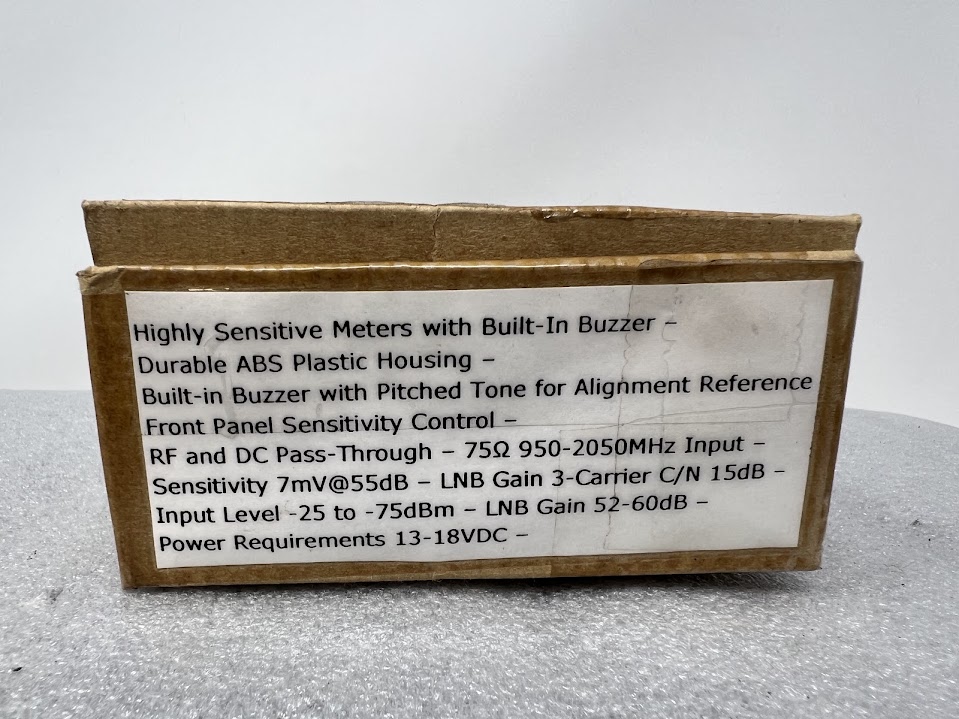 Highly Sensitive Meters with Built-In Buzzer –
Durable ABS Plastic Housing –
Built-in Buzzer with Pitched Tone for Alignment Reference
Front Panel Sensitivity Control –
RF and DC Pass-Through – 75Ω 950-2050MHz Input –
Sensitivity 7mV@55dB – LNB Gain 3-Carrier C/N 15dB –
Input Level -25 to -75dBm – LNB Gain 52-60dB –
Power Requirements 13-18VDC –